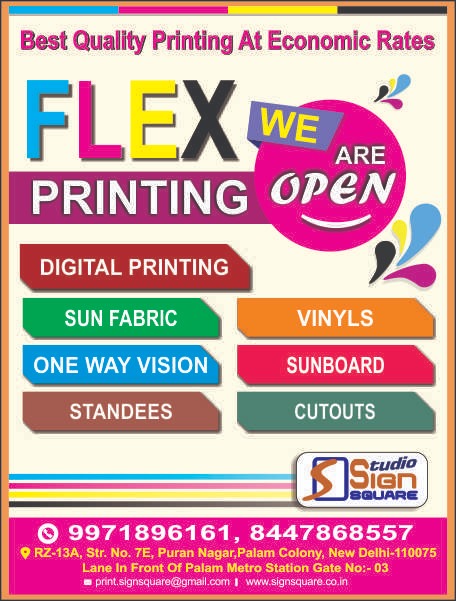 Best Quality Printing At Economic Rates
FLEX
PRINTING
WE
ARE
OPEN
DIGITAL PRINTING
SUN FABRIC
VINYLS
ONE WAY VISION
SUNBOARD
STANDEES
CUTOUTS
S
Studio
Sign
SQUARE
9971896161, 8447868557
RZ-13A, Str. No. 7E, Puran Nagar,Palam Colony, New Delhi-110075
Lane In Front Of Palam Metro Station Gate No:- 03
print.signsquare@gmail.com | www.signsquare.co.in